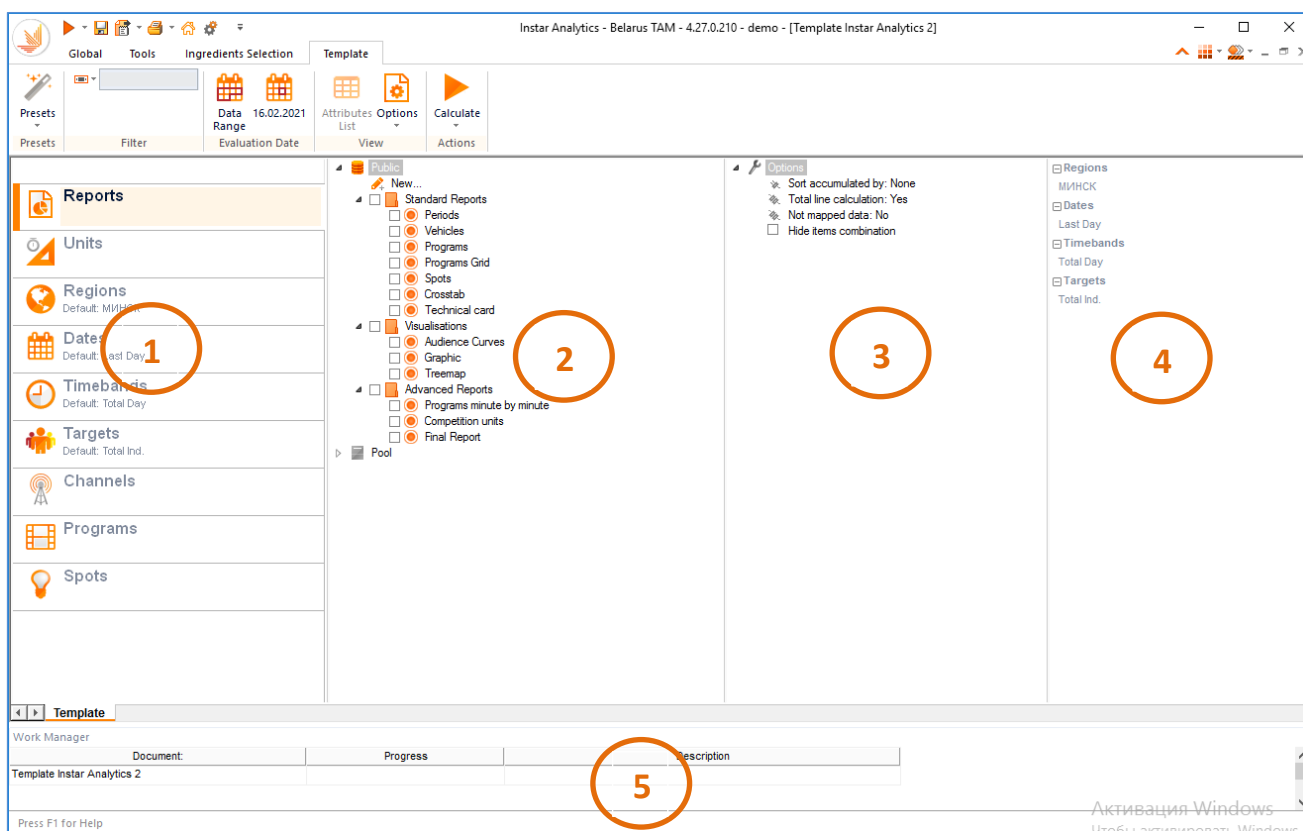 Instar Analytics - Belarus TAM - 4.27.0.210 - demo - [Template Instar Analytics 2]
Global Tools Ingredients Selection Template
Presets Data Range 16.02.2021 Attributes List Options Calculate
Presets Filter Evaluation Date View Actions
Reports
Units
Regions
Default: МИНСК
Dates
Default: Last Day
Timebands
Default: Total Day
Targets
Default: Total Ind.
Channels
Programs
Spots
1
Public
New...
Standard Reports
Periods
Vehicles
Programs
Programs Grid
Spots
Crosstab
Technical card
Visualisations
Audience Curves
Graphic
Treemap
Advanced Reports
Programs minute by minute
Competition units
Final Report
Pool
2
Options
Sort accumulated by: None
Total line calculation: Yes
Not mapped data: No
Hide items combination
3
Regions
МИНСК
Dates
Last Day
Timebands
Total Day
Targets
Total Ind.
4
Template
Work Manager
Document: Progress Description
Template Instar Analytics 2
5
Активация Windows
Чтобы активировать Windows
Press F1 for Help